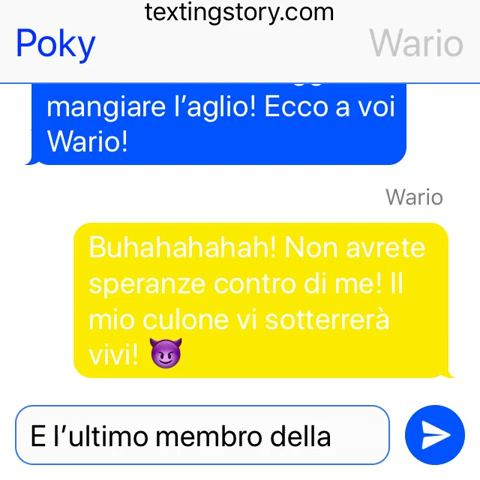 textingstory.com
Poky
Wario
mangiare l’aglio! Ecco a voi
Wario!
Wario
Buhahahahah! Non avrete
speranze contro di me! Il
mio culone vi sotterrerà
vivi! 😈
E l’ultimo membro della